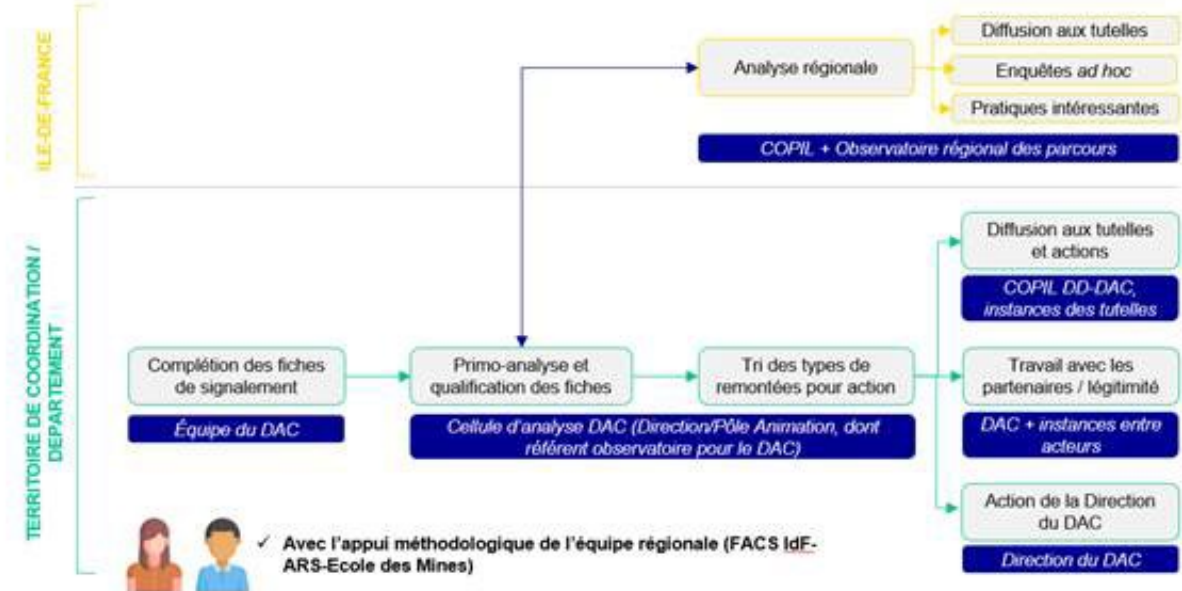 ILE-DE-FRANCE
Analyse régionale
Diffusion aux tutelles
Enquêtes ad hoc
Pratiques intéressantes
COPIL + Observatoire régional des parcours
TERRITOIRE DE COORDINATION /
DEPARTEMENT
Complétion des fiches
de signalement
Équipe du DAC
Primo-analyse et
qualification des fiches
Tri des types de
remontées pour action
Cellule d'analyse DAC (Direction/Pôle Animation, dont
référent observatoire pour le DAC)
Diffusion aux tutelles
et actions
COPIL DD-DAC,
instances des tutelles
Travail avec les
partenaires / légitimité
DAC + instances entre
acteurs
Action de la Direction
du DAC
Direction du DAC
✓ Avec l'appui méthodologique de l'équipe régionale (FACS IdF-
ARS-Ecole des Mines)